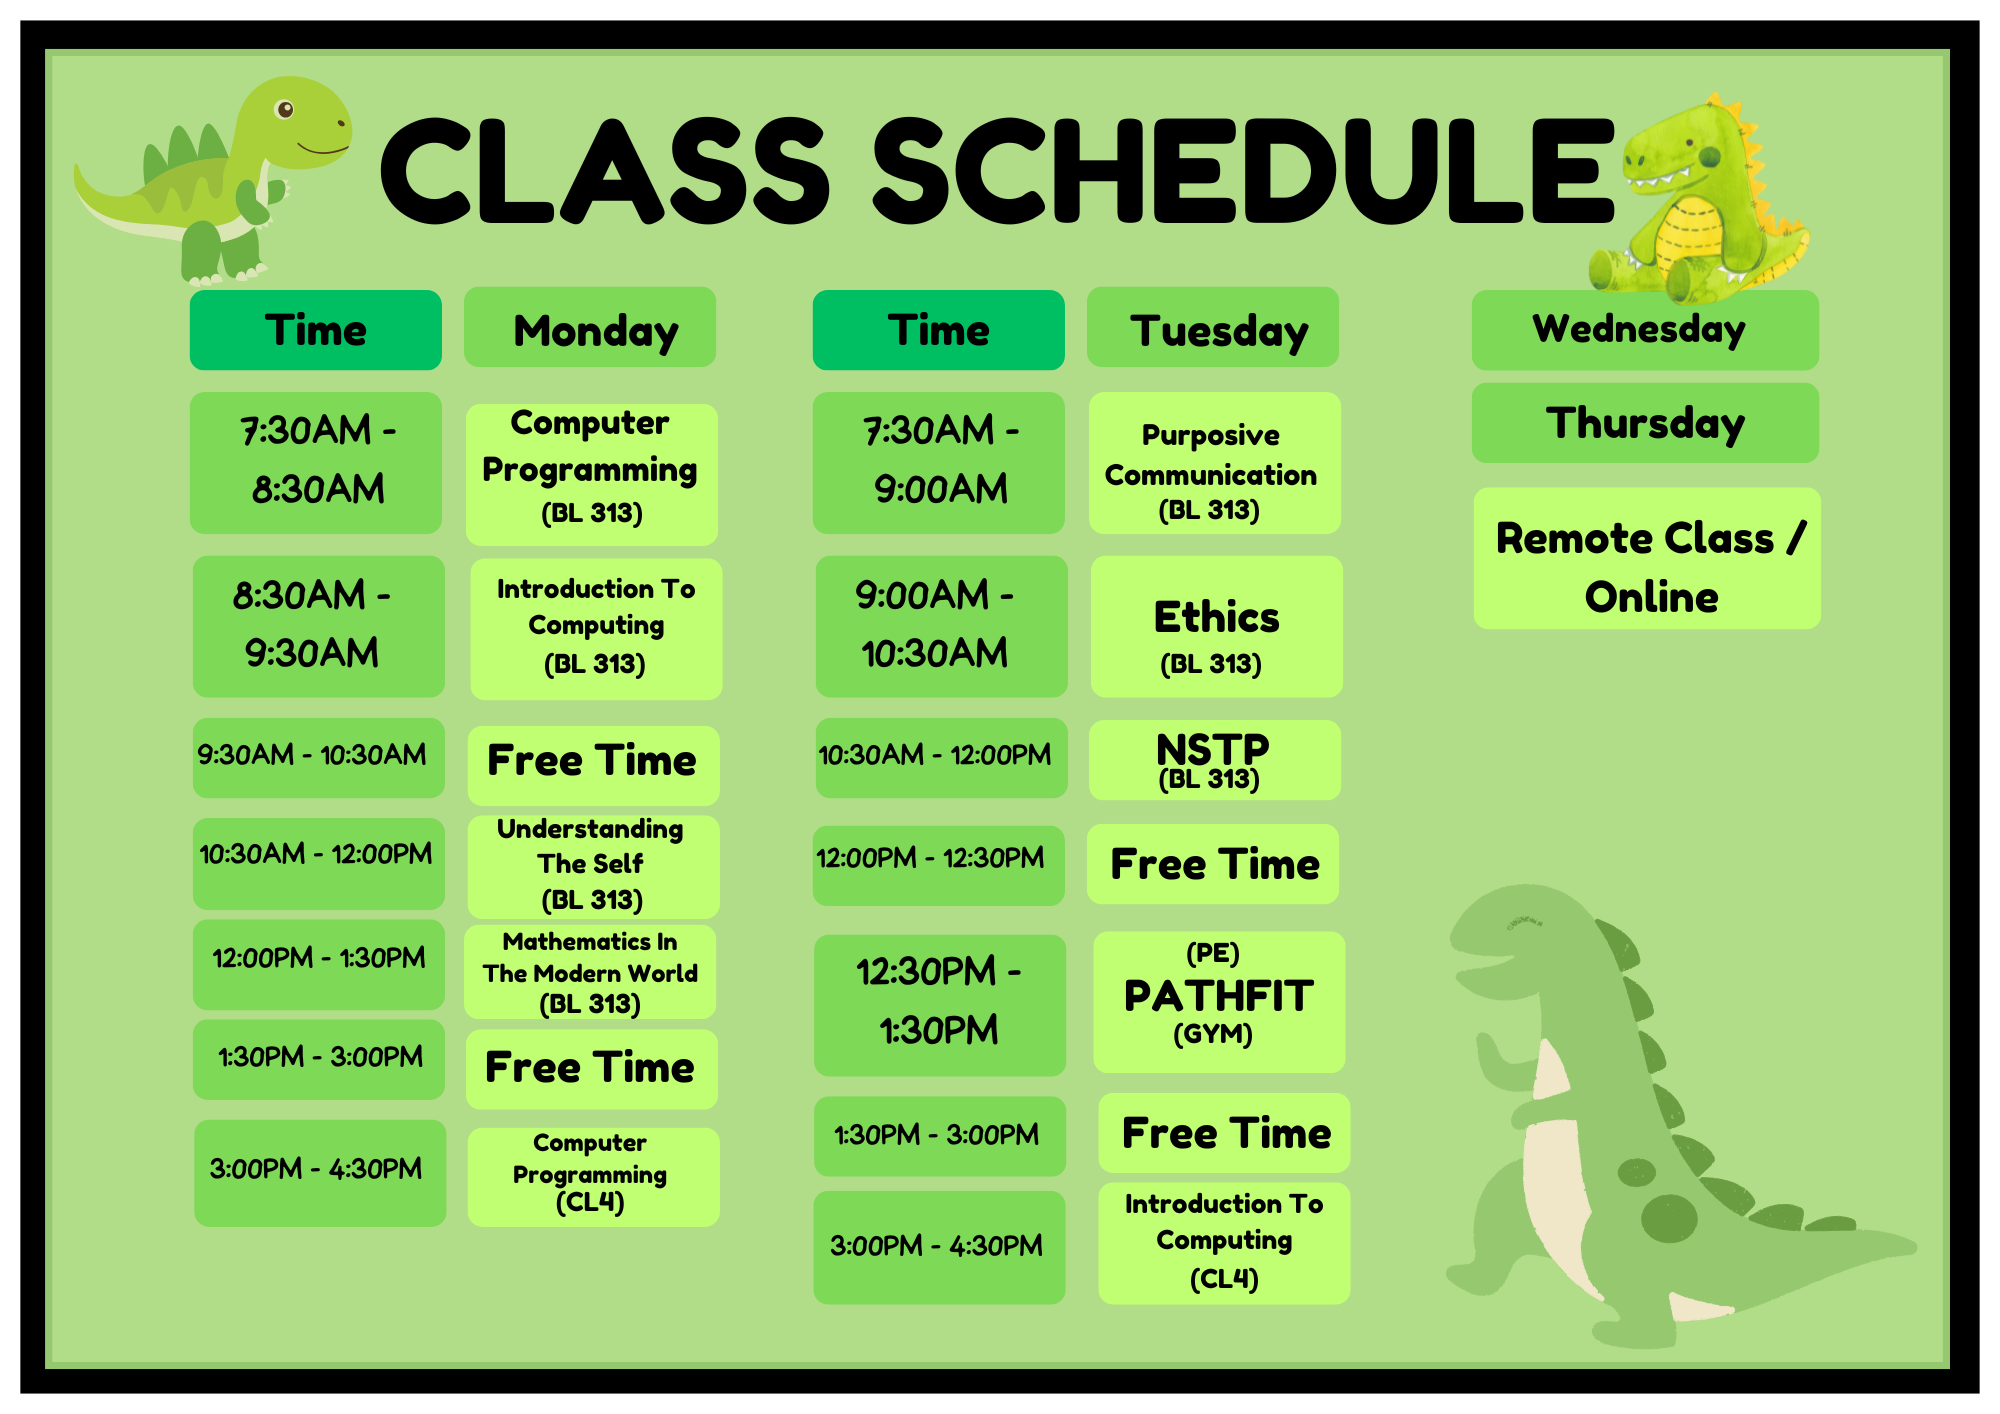 CLASS SCHEDULE
Time
Monday
7:30AM -
8:30AM
Computer
Programming
(BL 313)
8:30AM -
9:30AM
Introduction To
Computing
(BL 313)
9:30AM - 10:30AM
Free Time
10:30AM - 12:00PM
Understanding
The Self
(BL 313)
12:00PM - 1:30PM
Mathematics In
The Modern World
(BL 313)
1:30PM - 3:00PM
Free Time
3:00PM - 4:30PM
Computer
Programming
(CL4)
Time
Tuesday
7:30AM -
9:00AM
Purposive
Communication
(BL 313)
9:00AM -
10:30AM
Ethics
(BL 313)
10:30AM - 12:00PM
NSTP
(BL 313)
12:00PM - 12:30PM
Free Time
12:30PM -
1:30PM
(PE)
PATHFIT
(GYM)
1:30PM - 3:00PM
Free Time
3:00PM - 4:30PM
Introduction To
Computing
(CL4)
Wednesday
Thursday
Remote Class /
Online